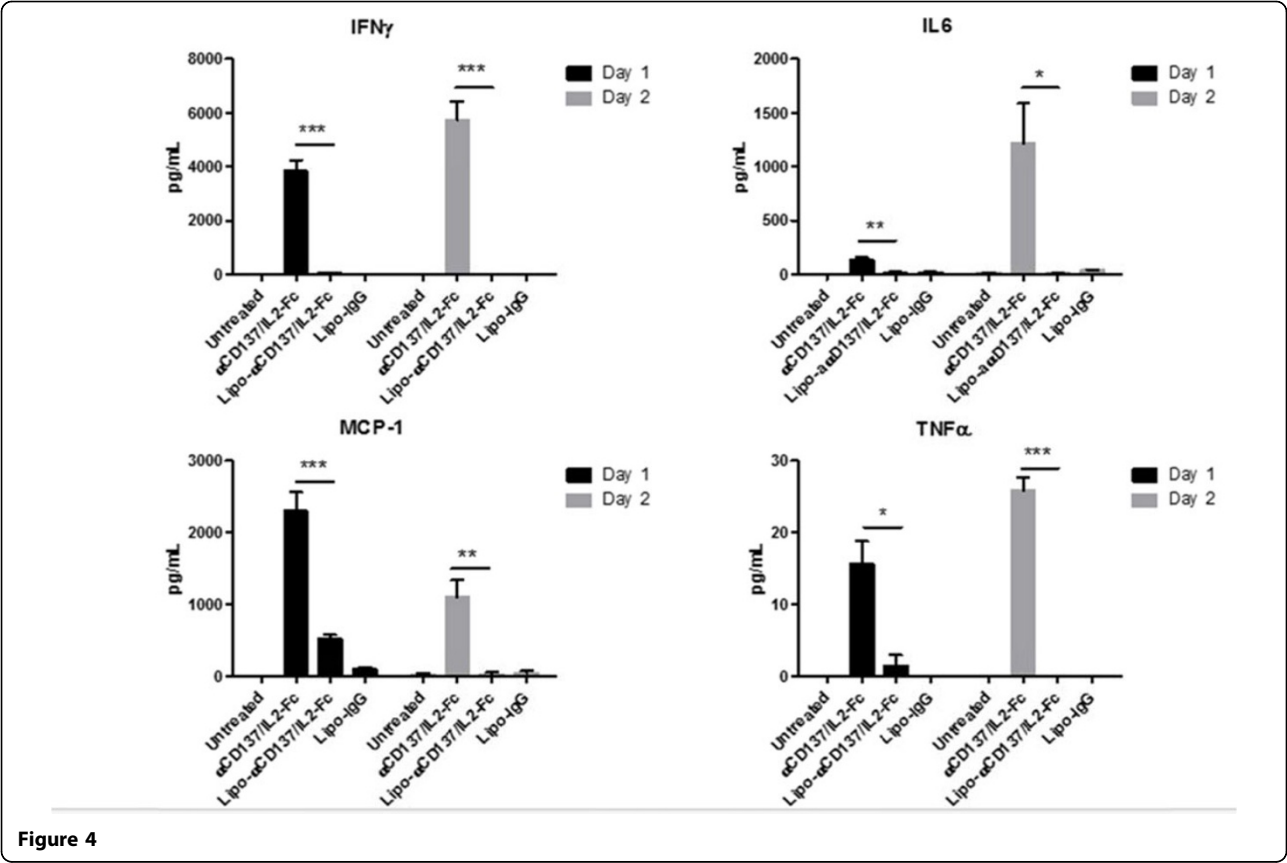 IFNγ
8000
6000
4000
2000
0
pg/mL
***
***
Day 1
Day 2
Untreated
αCD137/IL2-Fc
Lipo-αCD137/IL2-Fc
Lipo-IgG
Untreated
αCD137/IL2-Fc
Lipo-αCD137/IL2-Fc
Lipo-IgG
IL6
2000
1500
1000
500
0
pg/mL
**
*
Day 1
Day 2
Untreated
αCD137/IL2-Fc
Lipo-aαD137/IL2-Fc
Lipo-IgG
Untreated
αCD137/IL2-Fc
Lipo-aαD137/IL2-Fc
Lipo-IgG
MCP-1
3000
2000
1000
0
pg/mL
***
**
Day 1
Day 2
Untreated
αCD137/IL2-Fc
Lipo-αCD137/IL2-Fc
Lipo-IgG
Untreated
αCD137/IL2-Fc
Lipo-αCD137/IL2-Fc
Lipo-IgG
TNFα
30
20
10
0
pg/mL
*
***
Day 1
Day 2
Untreated
αCD137/IL2-Fc
Lipo-αCD137/IL2-Fc
Lipo-IgG
Untreated
αCD137/IL2-Fc
Lipo-αCD137/IL2-Fc
Lipo-IgG
Figure 4